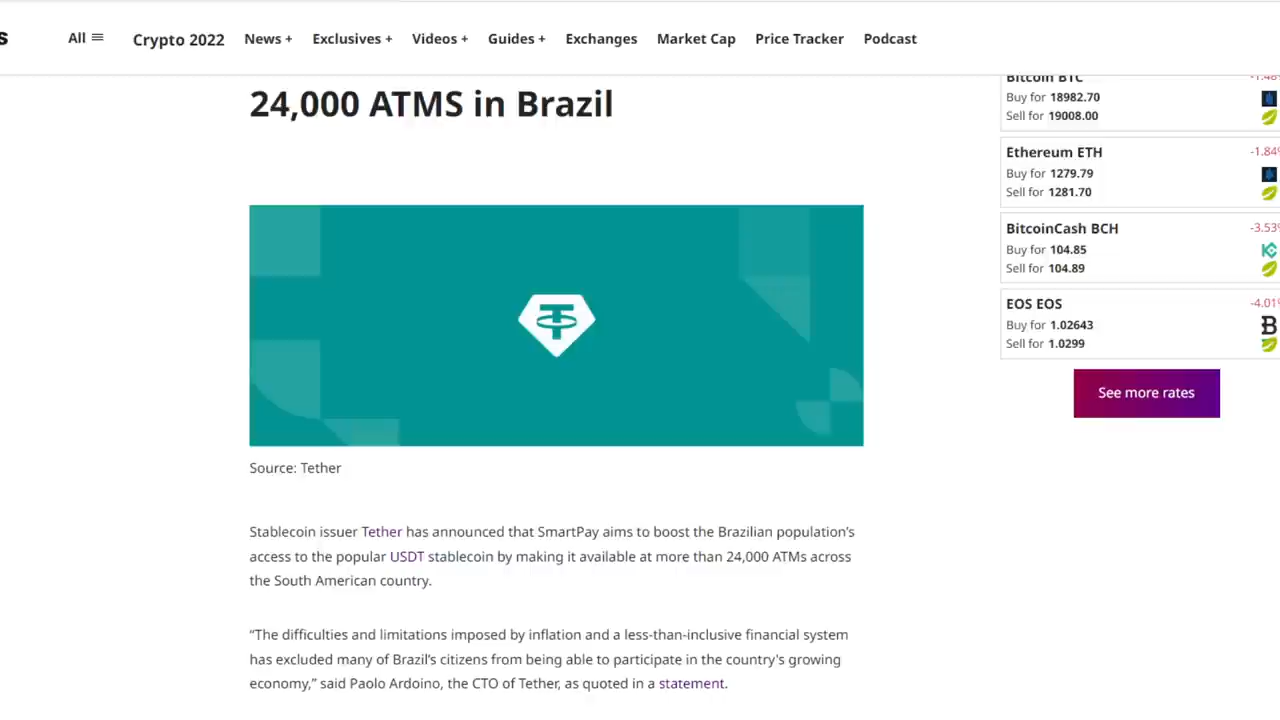 s
All
Crypto 2022
News +
Exclusives +
Videos +
Guides +
Exchanges
Market Cap
Price Tracker
Podcast
24,000 ATMS in Brazil
Source: Tether
Stablecoin issuer Tether has announced that SmartPay aims to boost the Brazilian population's
access to the popular USDT stablecoin by making it available at more than 24,000 ATMs across
the South American country.
“The difficulties and limitations imposed by inflation and a less-than-inclusive financial system
has excluded many of Brazil's citizens from being able to participate in the country's growing
economy,” said Paolo Ardoino, the CTO of Tether, as quoted in a statement.
Bitcoin BTC -1.48%
Buy for 18982.70
Sell for 19008.00
Ethereum ETH -1.84%
Buy for 1279.79
Sell for 1281.70
BitcoinCash BCH -3.53%
Buy for 104.85
Sell for 104.89
EOS EOS -4.01%
Buy for 1.02643
Sell for 1.0299
See more rates